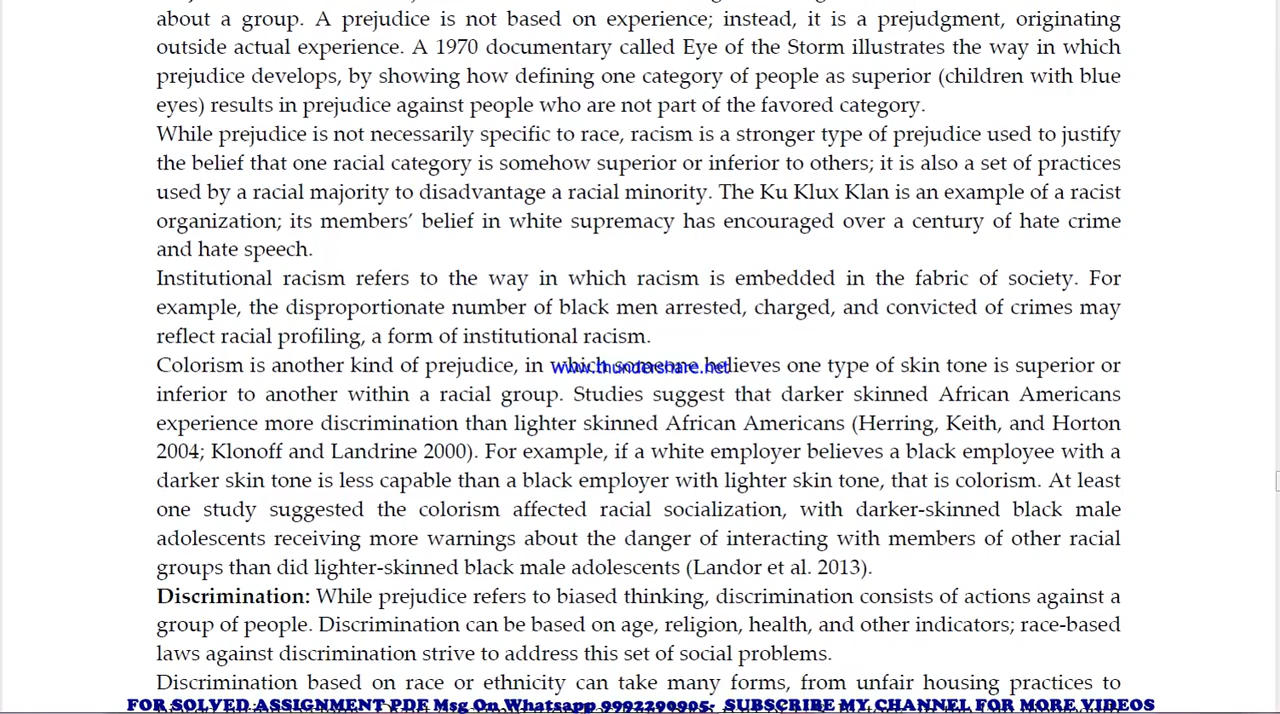 about a group. A prejudice is not based on experience; instead, it is a prejudgment, originating
outside actual experience. A 1970 documentary called Eye of the Storm illustrates the way in which
prejudice develops, by showing how defining one category of people as superior (children with blue
eyes) results in prejudice against people who are not part of the favored category.
While prejudice is not necessarily specific to race, racism is a stronger type of prejudice used to justify
the belief that one racial category is somehow superior or inferior to others; it is also a set of practices
used by a racial majority to disadvantage a racial minority. The Ku Klux Klan is an example of a racist
organization; its members’ belief in white supremacy has encouraged over a century of hate crime
and hate speech.
Institutional racism refers to the way in which racism is embedded in the fabric of society. For
example, the disproportionate number of black men arrested, charged, and convicted of crimes may
reflect racial profiling, a form of institutional racism.
Colorism is another kind of prejudice, in which someone believes one type of skin tone is superior or
www.thundershare.net
inferior to another within a racial group. Studies suggest that darker skinned African Americans
experience more discrimination than lighter skinned African Americans (Herring, Keith, and Horton
2004; Klonoff and Landrine 2000). For example, if a white employer believes a black employee with a
darker skin tone is less capable than a black employer with lighter skin tone, that is colorism. At least
one study suggested the colorism affected racial socialization, with darker-skinned black male
adolescents receiving more warnings about the danger of interacting with members of other racial
groups than did lighter-skinned black male adolescents (Landor et al. 2013).
Discrimination: While prejudice refers to biased thinking, discrimination consists of actions against a
group of people. Discrimination can be based on age, religion, health, and other indicators; race-based
laws against discrimination strive to address this set of social problems.
Discrimination based on race or ethnicity can take many forms, from unfair housing practices to
FOR SOLVED ASSIGNMENT PDF Msg On Whatsapp 9992290905- SUBSCRIBE MY CHANNEL FOR MORE VIDEOS